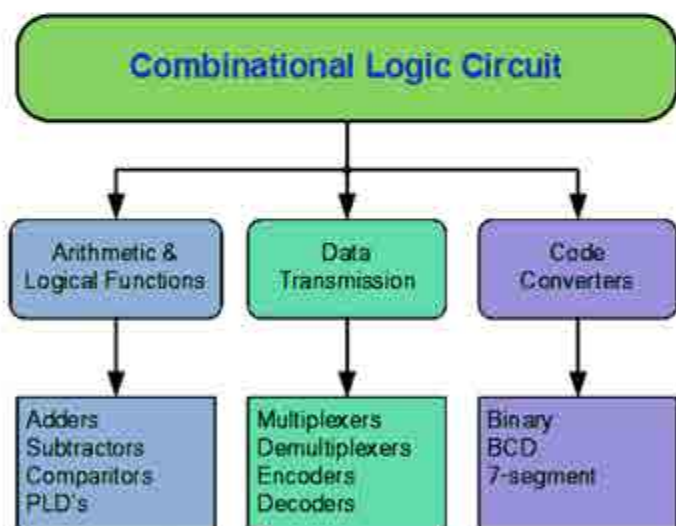 Combinational Logic Circuit
Arithmetic &
Logical Functions
Data
Transmission
Code
Converters
Adders
Subtractors
Comparitors
PLD's
Multiplexers
Demultiplexers
Encoders
Decoders
Binary
BCD
7-segment